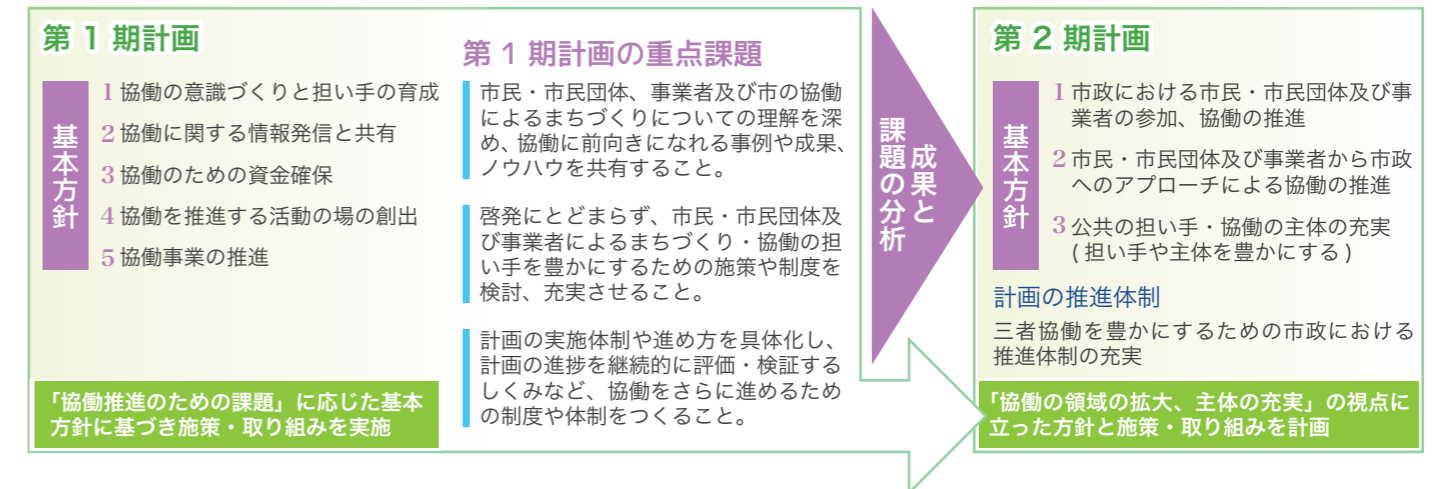 第 1 期計画
基本方針
1 協働の意識づくりと担い手の育成
2 協働に関する情報発信と共有
3 協働のための資金確保
4 協働を推進する活動の場の創出
5 協働事業の推進
「協働推進のための課題」に応じた基本
方針に基づき施策・取り組みを実施
第 1 期計画の重点課題
市民・市民団体、事業者及び市の協働
によるまちづくりについての理解を深
め、協働に前向きになれる事例や成果、
ノウハウを共有すること。
啓発にとどまらず、市民・市民団体及
び事業者によるまちづくり・協働の担
い手を豊かにするための施策や制度を
検討、充実させること。
計画の実施体制や進め方を具体化し、
計画の進捗を継続的に評価・検証する
しくみなど、協働をさらに進めるため
の制度や体制をつくること。
成果と
課題の分析
第 2 期計画
基本方針
1 市政における市民・市民団体及び事
業者の参加、協働の推進
2 市民・市民団体及び事業者から市政
へのアプローチによる協働の推進
3 公共の担い手・協働の主体の充実
( 担い手や主体を豊かにする )
計画の推進体制
三者協働を豊かにするための市政における
推進体制の充実
「協働の領域の拡大、主体の充実」の視点に
立った方針と施策・取り組みを計画